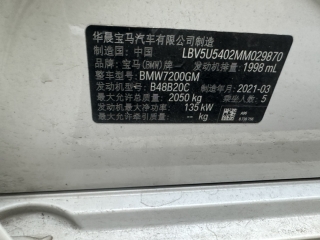 华晨宝马汽车有限公司制造
制造国：中国 LBV5U5402MM029870
品牌：宝马(BMW)牌 发动机排量：1998 mL
整车型号：BMW7200GM
发动机型号：B48B20C 制造年月：2021-03
最大允许总质量：2050 kg 乘坐人数：5
发动机最大净功率：135 kW
最大允许牵引质量：-- kg